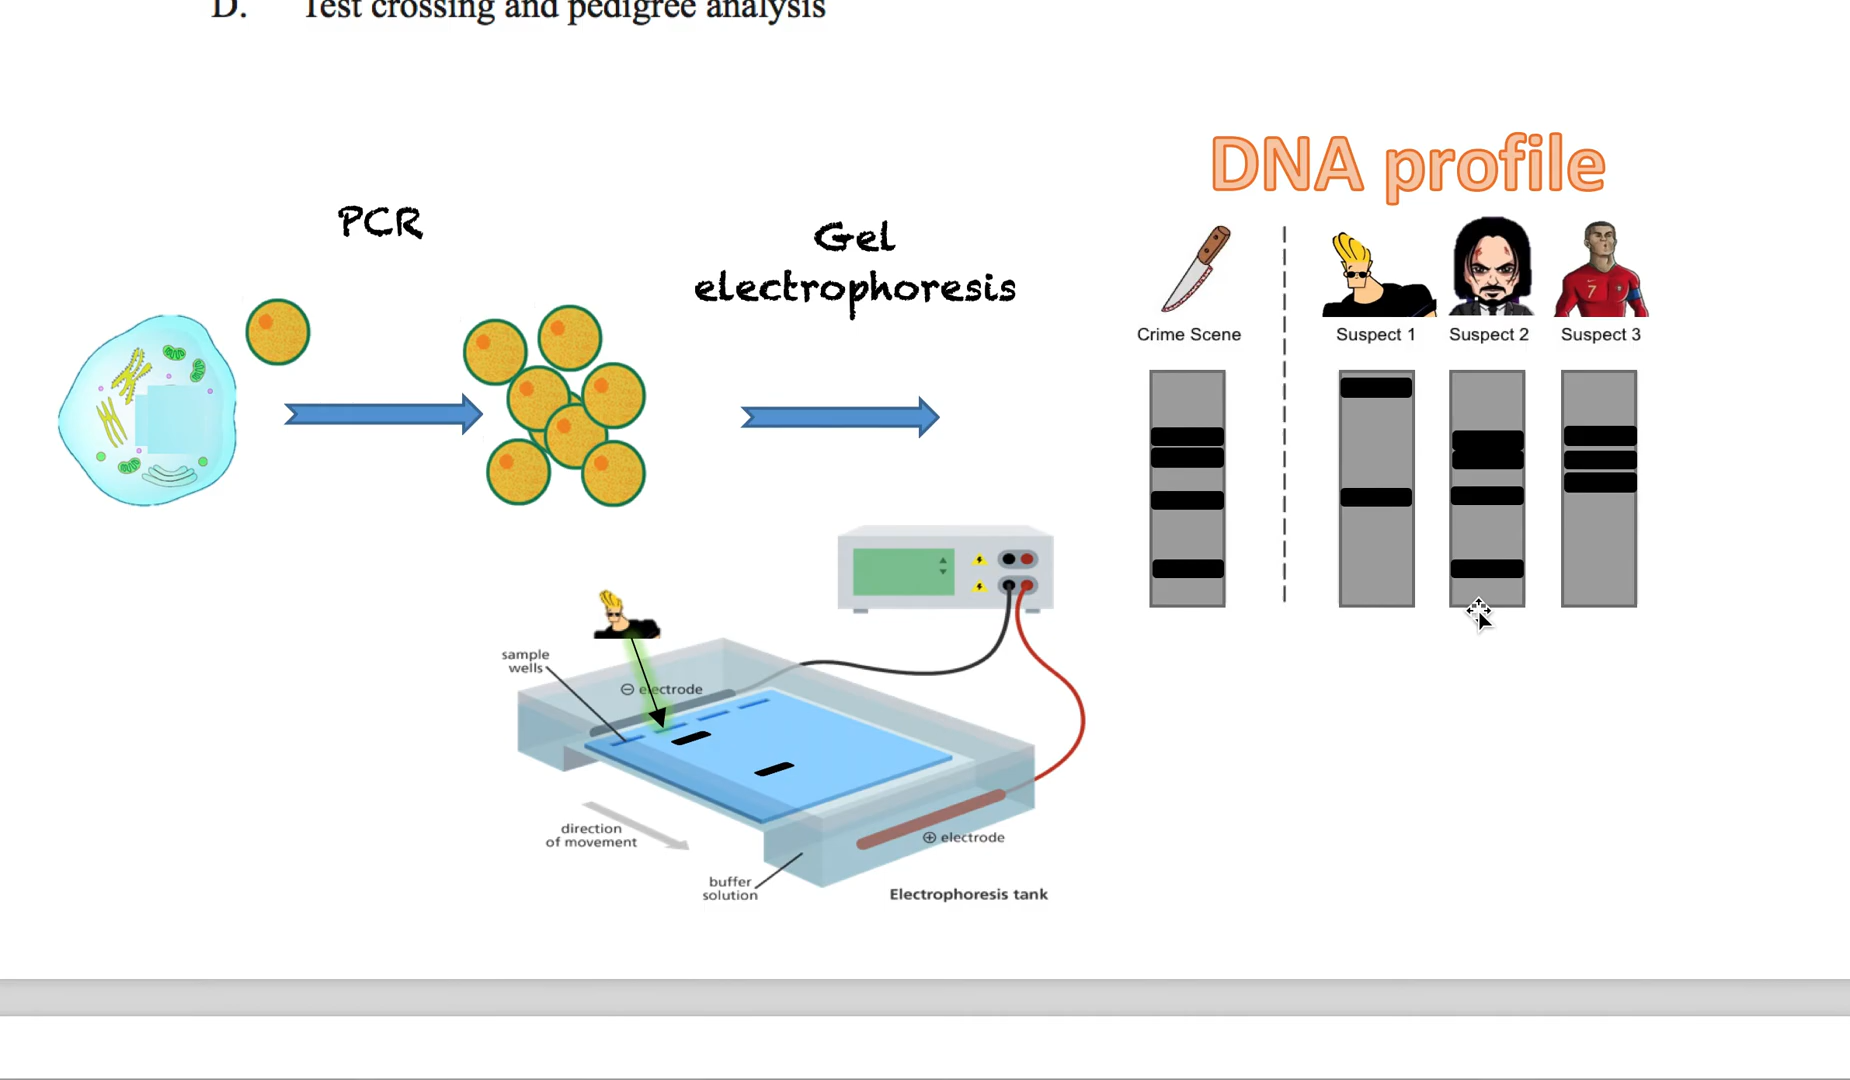 D. Test crossing and pedigree analysis
DNA profile
PCR
Gel
electrophoresis
7
Crime Scene
Suspect 1
Suspect 2
Suspect 3
sample
wells
⊖ electrode
direction
of movement
⊕ electrode
buffer
solution
Electrophoresis tank